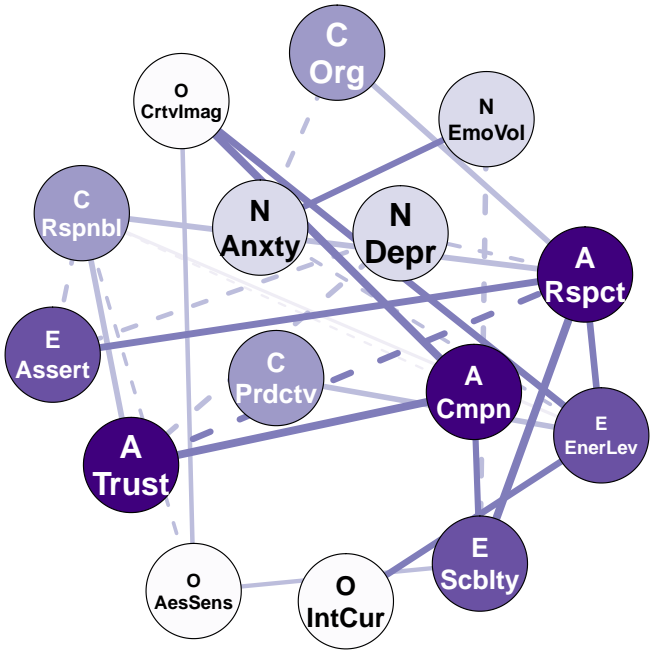 C
Org
O
CrtvImag
N
EmoVol
C
Rspnbl
N
Anxty
N
Depr
A
Rspct
E
Assert
C
Prdctv
A
Cmpn
E
EnerLev
A
Trust
E
Scblty
O
AesSens
O
IntCur